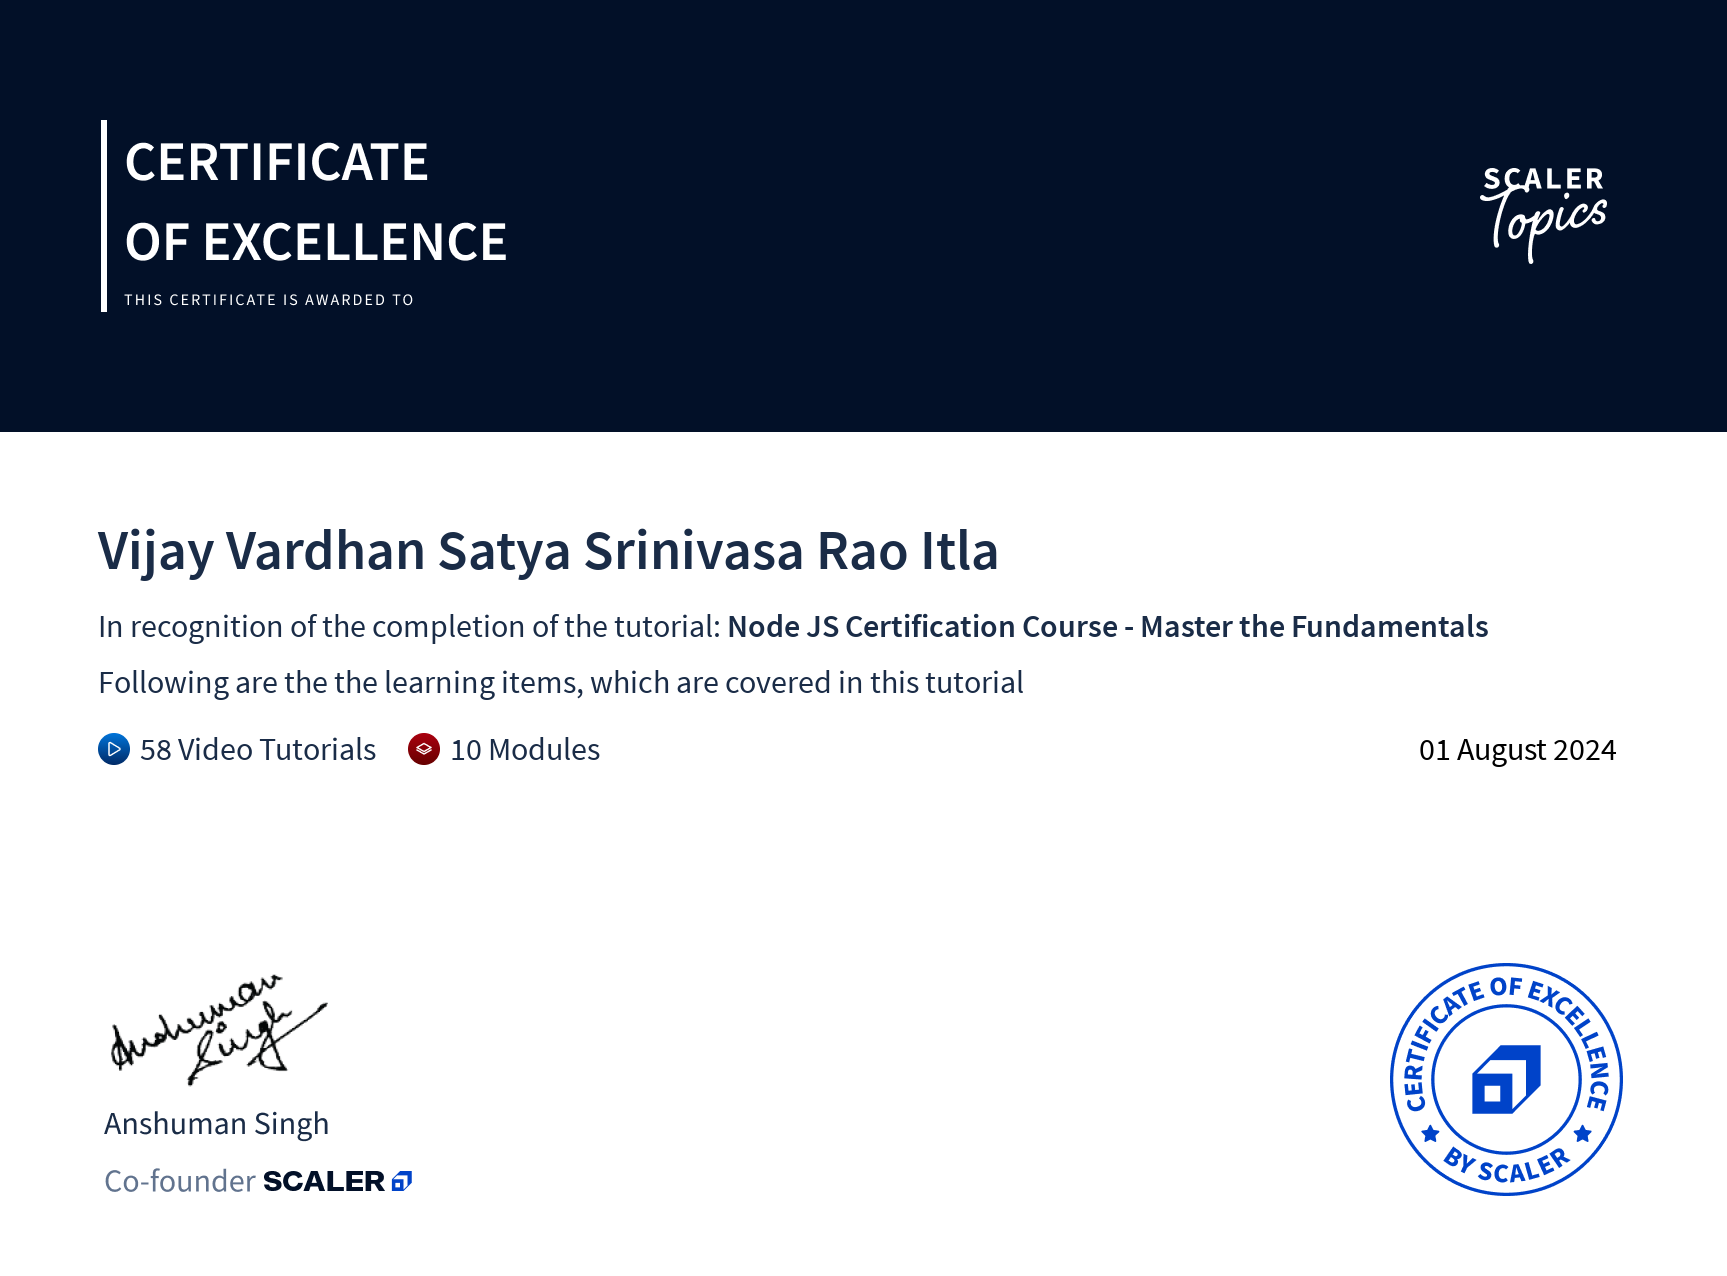 CERTIFICATE
OF EXCELLENCE
THIS CERTIFICATE IS AWARDED TO
SCALER
Topics
Vijay Vardhan Satya Srinivasa Rao Itla
In recognition of the completion of the tutorial: Node JS Certification Course - Master the Fundamentals
Following are the the learning items, which are covered in this tutorial
58 Video Tutorials 10 Modules 01 August 2024
Anshuman
Singh
Anshuman Singh
Co-founder SCALER
CERTIFICATE OF EXCELLENCE
BY SCALER